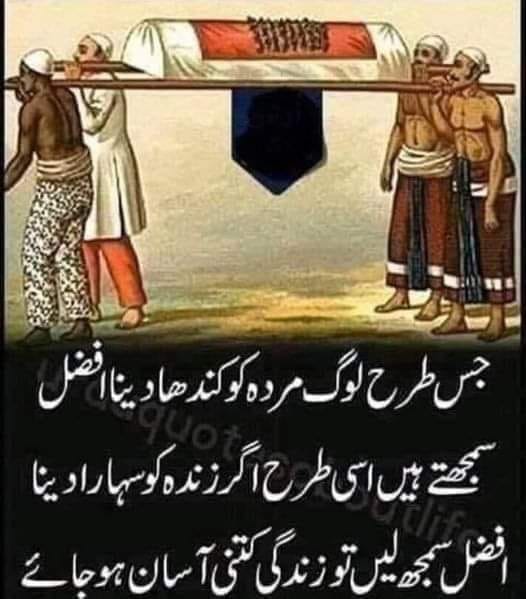 جس طرح لوگ مردہ کو کندھا دینا افضل
سمجھتے ہیں اسی طرح اگر زندہ کو سہارا دینا
افضل سمجھ لیں تو زندگی کتنی آسان ہو جائے